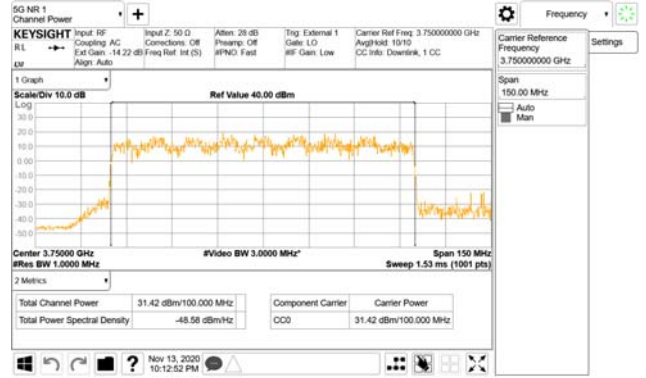 5G NR 1
Channel Power
Frequency
KEYSIGHT
RL
Input: RF
Coupling: AC
Ext Gain: -14.22 dB
Align: Auto
Input Z: 50 Ω
Corrections: Off
Freq Ref: Int (S)
Atten: 28 dB
Preamp: Off
#PNO: Fast
Trig: External 1
Gate: LO
#IF Gain: Low
Carrier Ref Freq: 3.750000000 GHz
Avg|Hold: 10/10
CC Info: Downlink, 1 CC
Carrier Reference
Frequency
3.750000000 GHz
Settings
Span
150.00 MHz
Auto
Man
1 Graph
Scale/Div 10.0 dB
Ref Value 40.00 dBm
Log
30.0
20.0
10.0
0.00
-10.0
-20.0
-30.0
-40.0
-50.0
Center 3.75000 GHz
#Video BW 3.0000 MHz*
Span 150 MHz
#Res BW 1.0000 MHz
Sweep 1.53 ms (1001 pts)
2 Metrics
Total Channel Power 31.42 dBm/100.000 MHz
Total Power Spectral Density -48.58 dBm/Hz
Component Carrier Carrier Power
CC0 31.42 dBm/100.000 MHz
?
Nov 13, 2020
10:12:52 PM